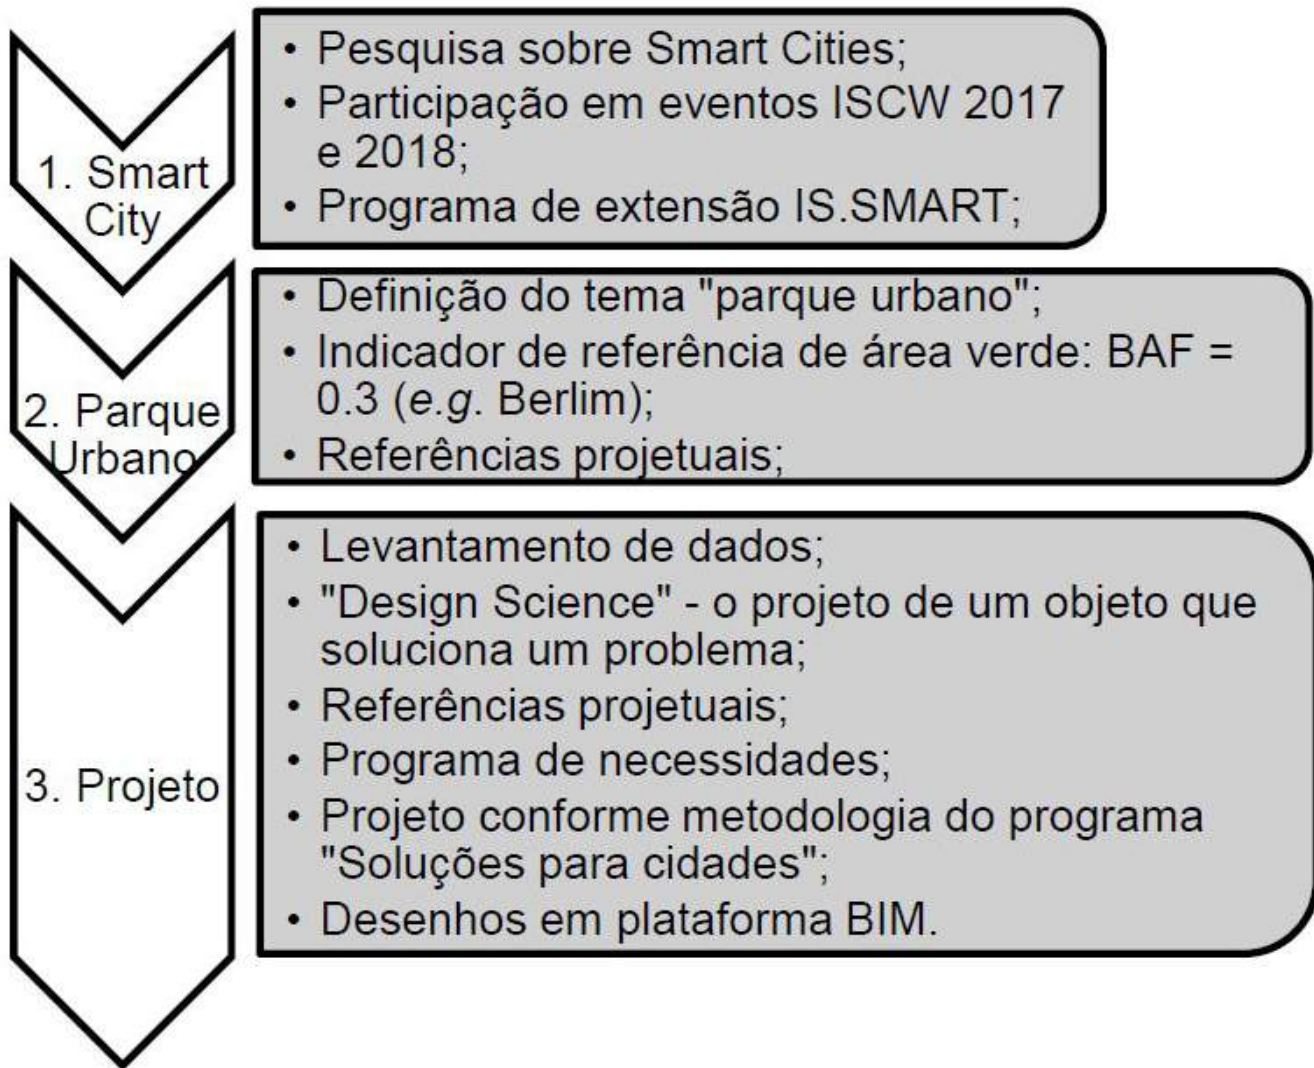 1. Smart
City
• Pesquisa sobre Smart Cities;
• Participação em eventos ISCW 2017
e 2018;
• Programa de extensão IS.SMART;
2. Parque
Urbano
• Definição do tema "parque urbano";
• Indicador de referência de área verde: BAF =
0.3 (e.g. Berlim);
• Referências projetuais;
3. Projeto
• Levantamento de dados;
• "Design Science" - o projeto de um objeto que
soluciona um problema;
• Referências projetuais;
• Programa de necessidades;
• Projeto conforme metodologia do programa
"Soluções para cidades";
• Desenhos em plataforma BIM.